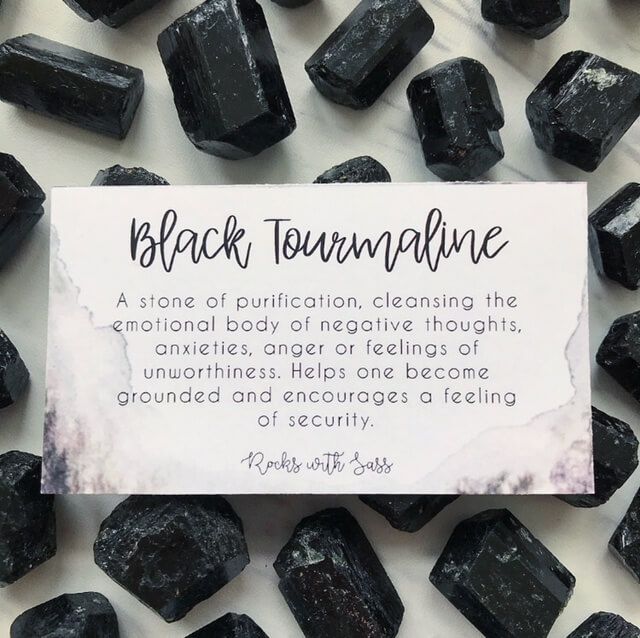 Black Tourmaline
A stone of purification, cleansing the
emotional body of negative thoughts,
anxieties, anger or feelings of
unworthiness. Helps one become
grounded and encourages a feeling
of security.
Rocks with Sass